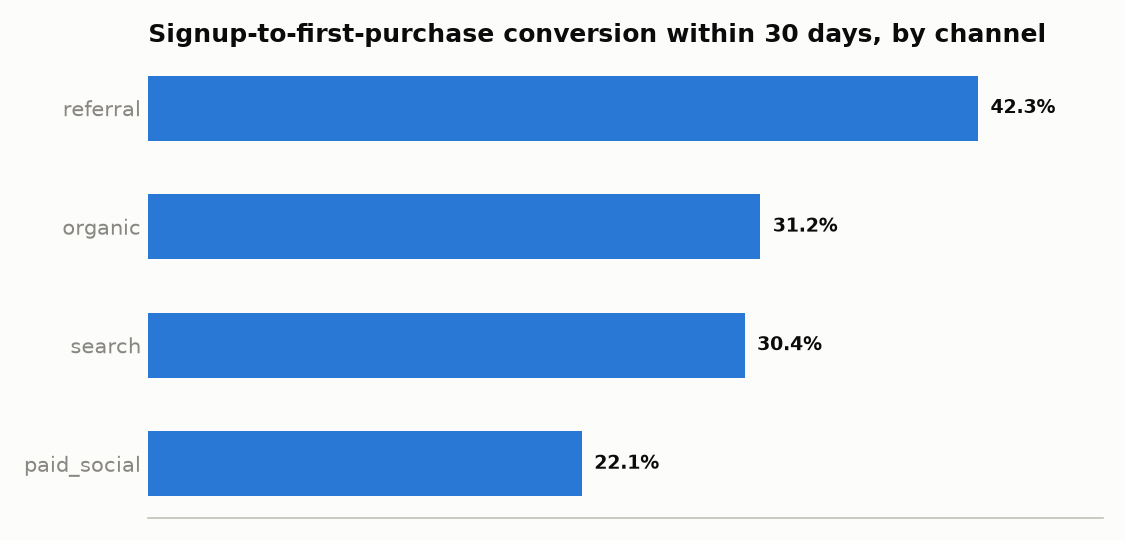 Signup-to-first-purchase conversion within 30 days, by channel
referral 42.3%
organic 31.2%
search 30.4%
paid_social 22.1%